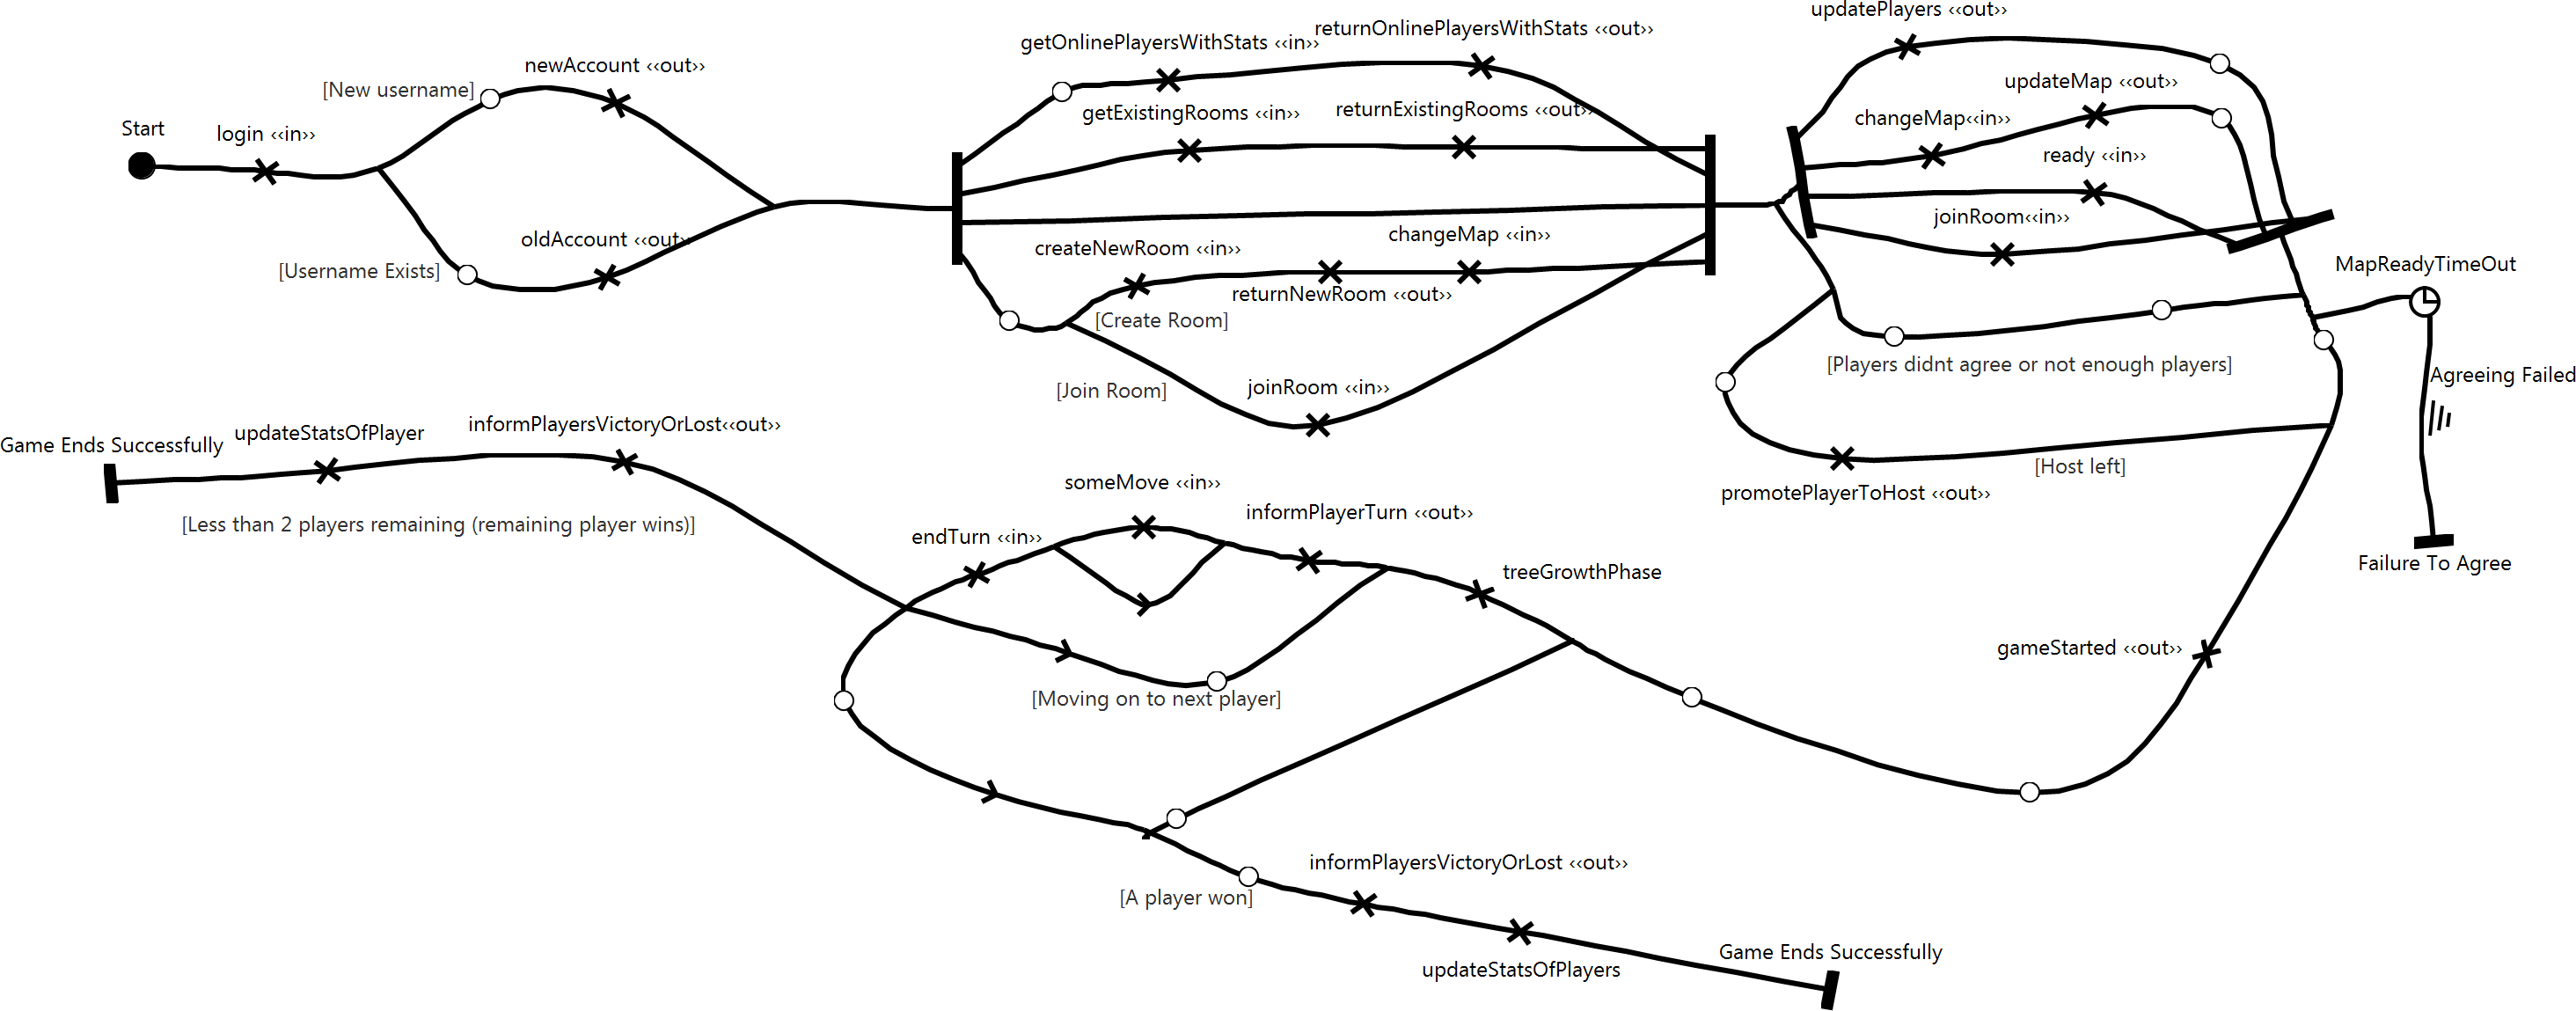 updatePlayers ‹‹out››
returnOnlinePlayersWithStats ‹‹out››
getOnlinePlayersWithStats ‹‹in››
newAccount ‹‹out››
[New username]
updateMap ‹‹out››
getExistingRooms ‹‹in››
returnExistingRooms ‹‹out››
changeMap‹‹in››
Start
login ‹‹in››
ready ‹‹in››
joinRoom‹‹in››
oldAccount ‹‹out››
[Username Exists]
createNewRoom ‹‹in››
changeMap ‹‹in››
MapReadyTimeOut
returnNewRoom ‹‹out››
[Create Room]
[Players didnt agree or not enough players]
Agreeing Failed
[Join Room]
joinRoom ‹‹in››
Game Ends Successfully
updateStatsOfPlayer
informPlayersVictoryOrLost‹‹out››
[Host left]
promotePlayerToHost ‹‹out››
someMove ‹‹in››
informPlayerTurn ‹‹out››
[Less than 2 players remaining (remaining player wins)]
endTurn ‹‹in››
treeGrowthPhase
Failure To Agree
gameStarted ‹‹out››
[Moving on to next player]
informPlayersVictoryOrLost ‹‹out››
[A player won]
Game Ends Successfully
updateStatsOfPlayers